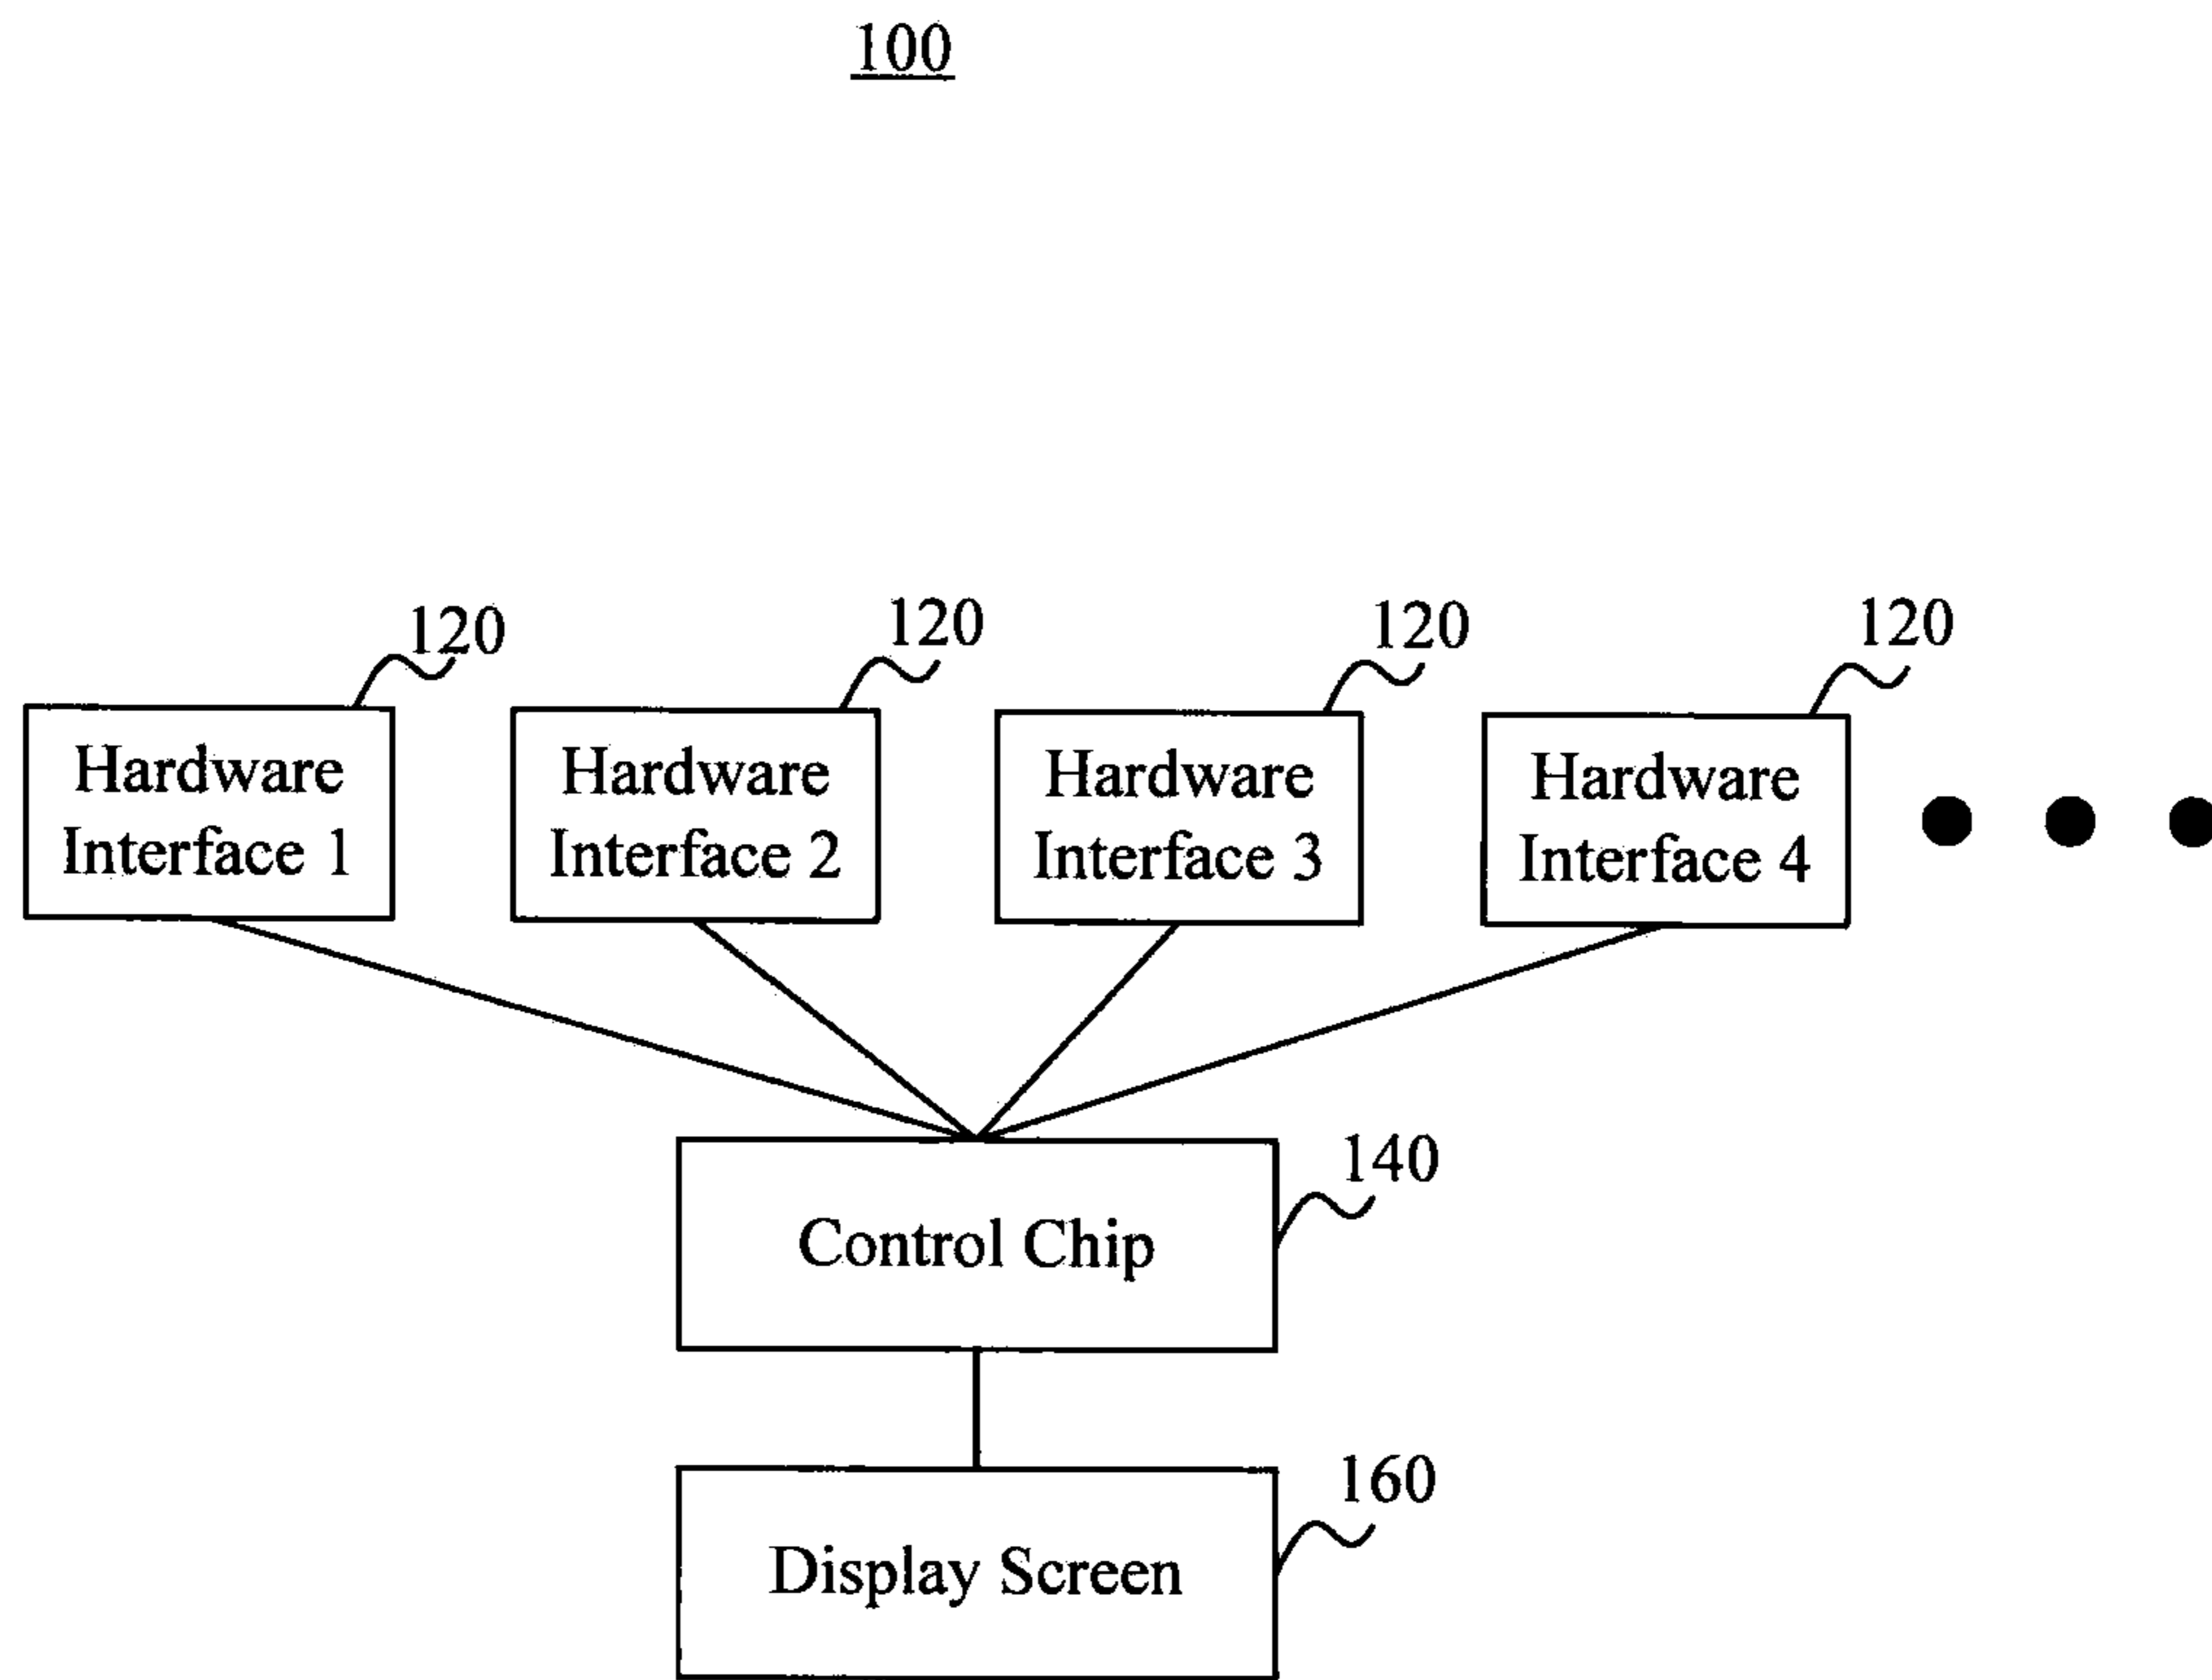 100
120
120
120
120
Hardware
Interface 1
Hardware
Interface 2
Hardware
Interface 3
Hardware
Interface 4
140
Control Chip
160
Display Screen